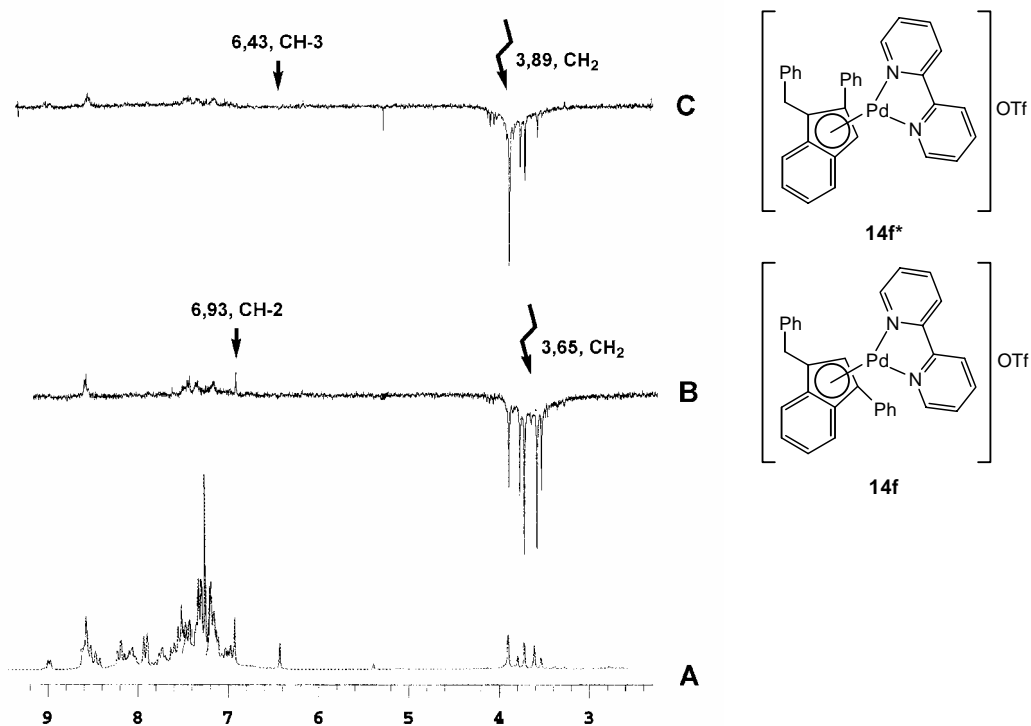 6,43, CH-3
3,89, CH2
C
6,93, CH-2
3,65, CH2
B
A
9 8 7 6 5 4 3
Ph
Ph
N
Pd
N
OTf
14f*
Ph
N
Pd
N
Ph
OTf
14f